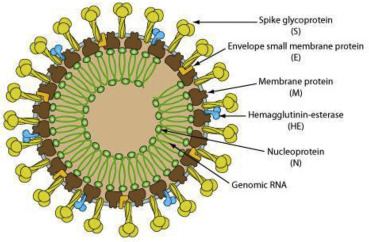 Spike glycoprotein
(S)
Envelope small membrane protein
(E)
Membrane protein
(M)
Hemagglutinin-esterase
(HE)
Nucleoprotein
(N)
Genomic RNA